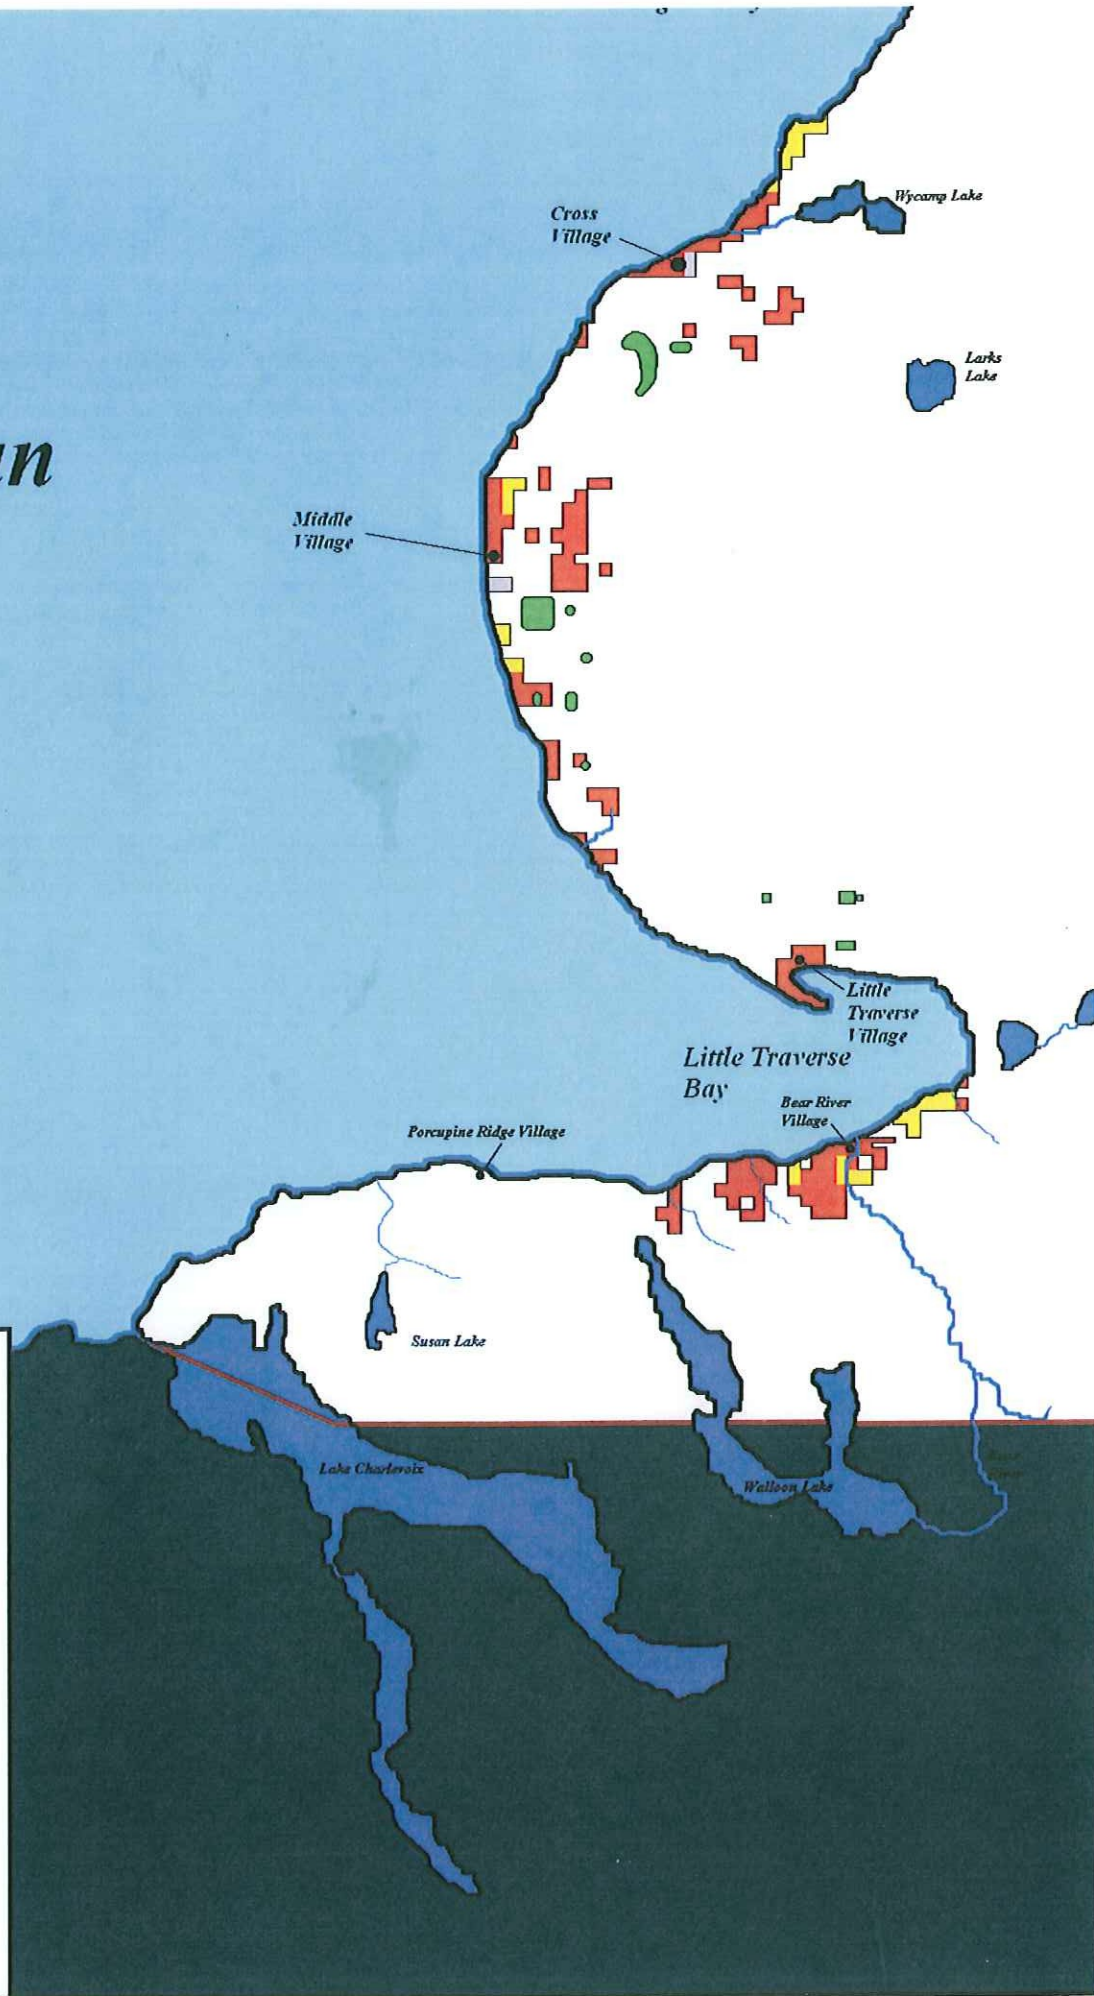 Wycamp Lake
Cross
Village
Larks
Lake
Middle
Village
Little
Traverse
Village
Little Traverse
Bay
Bear River
Village
Porcupine Ridge Village
Susan Lake
Lake Charlevoix
Walloon Lake